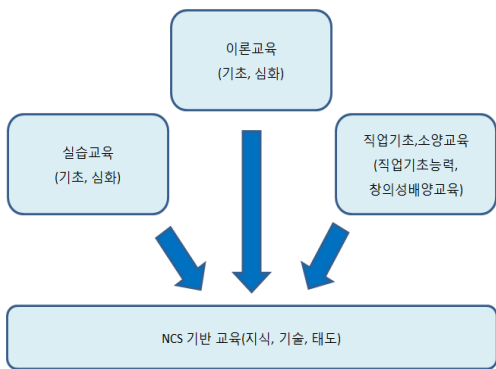 이론교육
(기초, 심화)
실습교육
(기초, 심화)
직업기초,소양교육
(직업기초능력,
창의성배양교육)
NCS 기반 교육(지식, 기술, 태도)